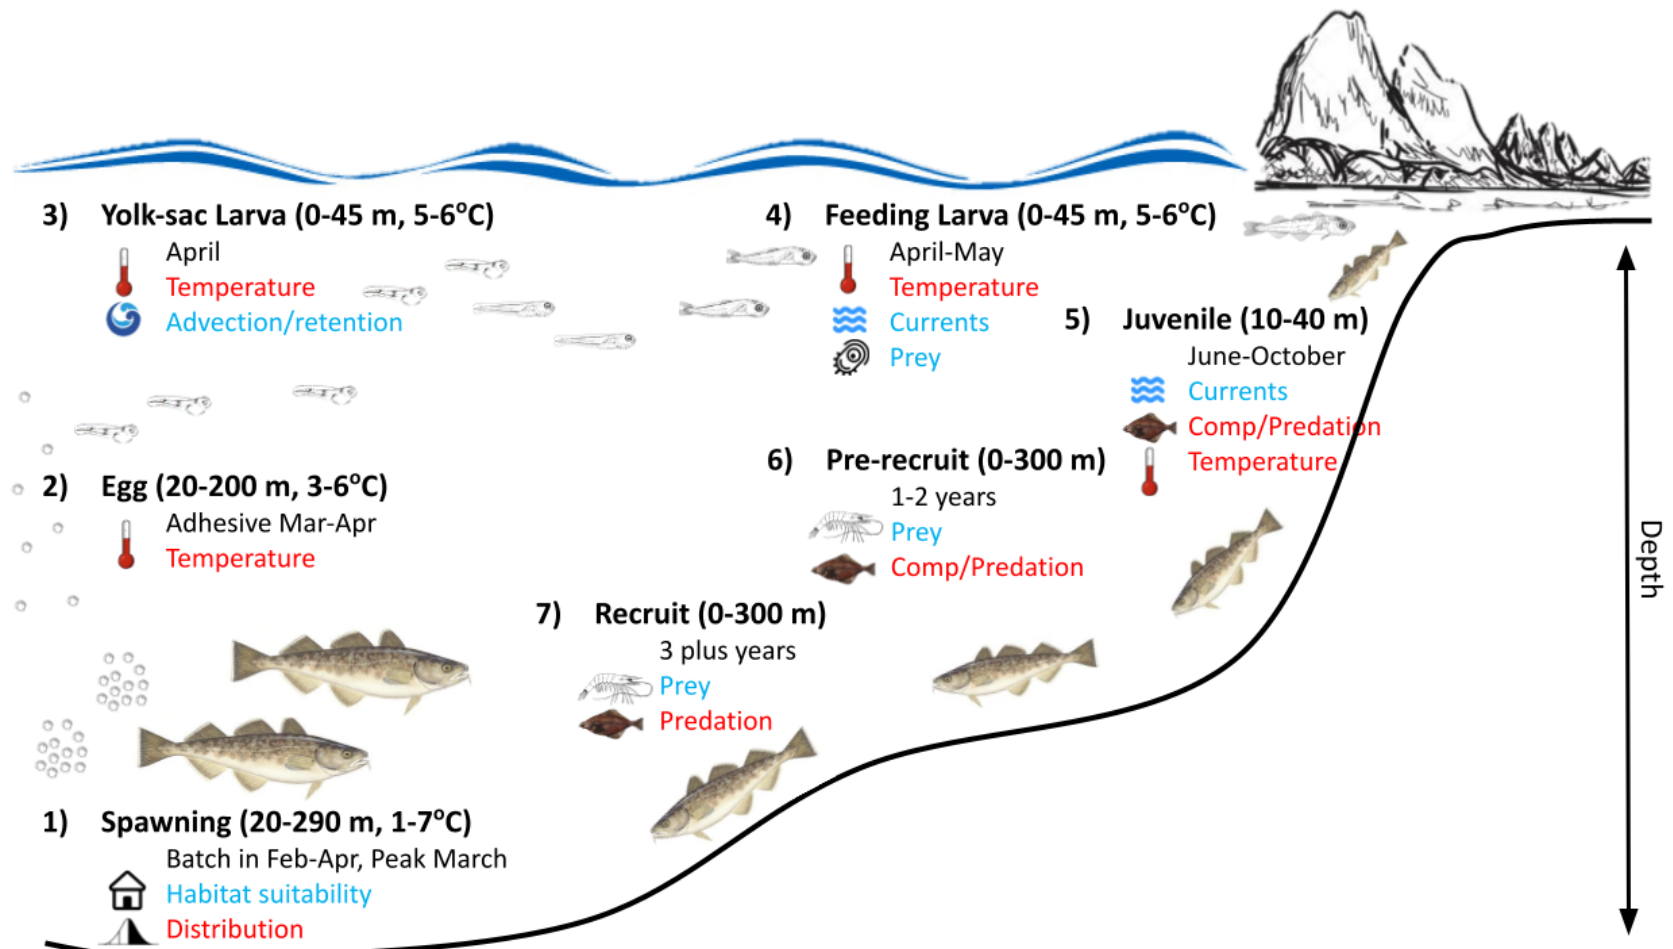 3) Yolk-sac Larva (0-45 m, 5-6°C)
April
Temperature
Advection/retention
4) Feeding Larva (0-45 m, 5-6°C)
April-May
Temperature
Currents
Prey
5) Juvenile (10-40 m)
June-October
Currents
Comp/Predation
Temperature
2) Egg (20-200 m, 3-6°C)
Adhesive Mar-Apr
Temperature
6) Pre-recruit (0-300 m)
1-2 years
Prey
Comp/Predation
7) Recruit (0-300 m)
3 plus years
Prey
Predation
1) Spawning (20-290 m, 1-7°C)
Batch in Feb-Apr, Peak March
Habitat suitability
Distribution
Depth